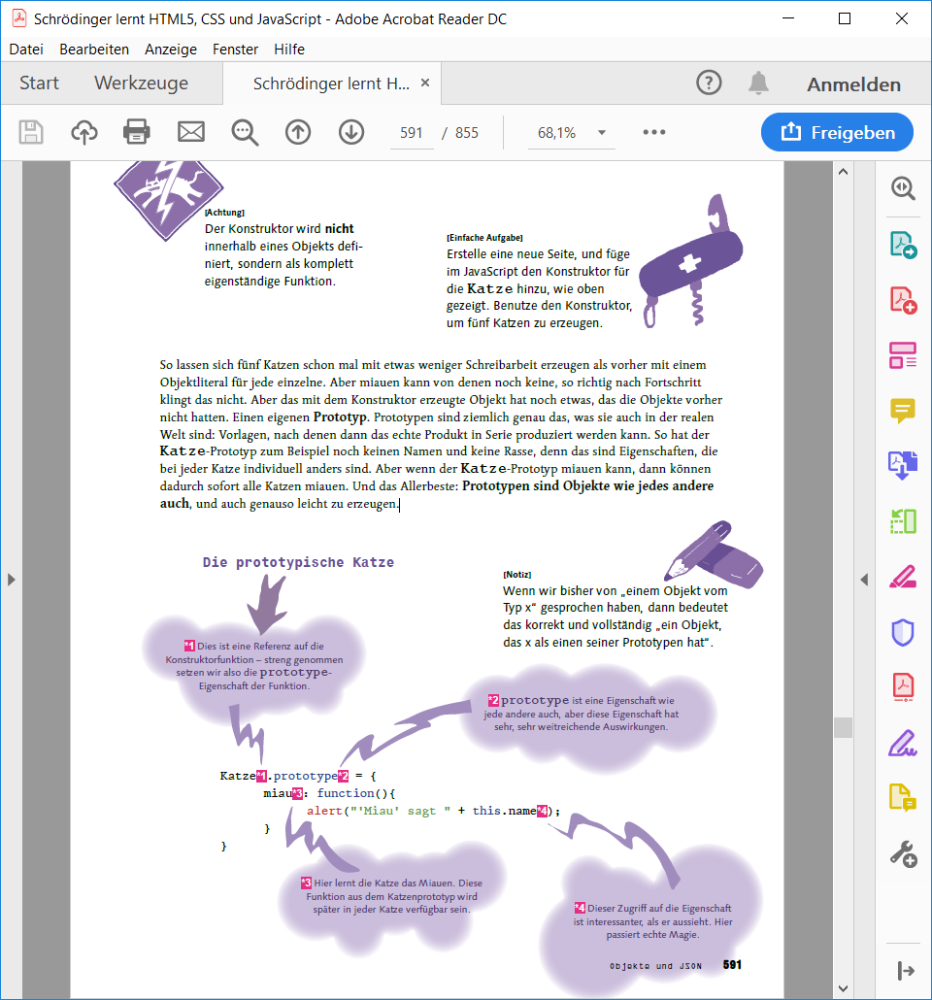 Schrödinger lernt HTML5, CSS und JavaScript - Adobe Acrobat Reader DC
Datei Bearbeiten Anzeige Fenster Hilfe
Start Werkzeuge Schrödinger lernt H... × Anmelden
591 / 855 68,1% Freigeben
[Achtung]
Der Konstruktor wird nicht
innerhalb eines Objekts defi-
niert, sondern als komplett
eigenständige Funktion.
[Einfache Aufgabe]
Erstelle eine neue Seite, und füge
im JavaScript den Konstruktor für
die Katze hinzu, wie oben
gezeigt. Benutze den Konstruktor,
um fünf Katzen zu erzeugen.
So lassen sich fünf Katzen schon mal mit etwas weniger Schreibarbeit erzeugen als vorher mit einem
Objektliteral für jede einzelne. Aber miauen kann von denen noch keine, so richtig nach Fortschritt
klingt das nicht. Aber das mit dem Konstruktor erzeugte Objekt hat noch etwas, das die Objekte vorher
nicht hatten. Einen eigenen Prototyp. Prototypen sind ziemlich genau das, was sie auch in der realen
Welt sind: Vorlagen, nach denen dann das echte Produkt in Serie produziert werden kann. So hat der
Katze-Prototyp zum Beispiel noch keinen Namen und keine Rasse, denn das sind Eigenschaften, die
bei jeder Katze individuell anders sind. Aber wenn der Katze-Prototyp miauen kann, dann können
dadurch sofort alle Katzen miauen. Und das Allerbeste: Prototypen sind Objekte wie jedes andere
auch, und auch genauso leicht zu erzeugen.
Die prototypische Katze
[Notiz]
Wenn wir bisher von „einem Objekt vom
Typ x“ gesprochen haben, dann bedeutet
das korrekt und vollständig „ein Objekt,
das x als einen seiner Prototypen hat“.
*1 Dies ist eine Referenz auf die
Konstruktorfunktion – streng genommen
setzen wir also die prototype-
Eigenschaft der Funktion.
*2 prototype ist eine Eigenschaft wie
jede andere auch, aber diese Eigenschaft hat
sehr, sehr weitreichende Auswirkungen.
Katze*1.prototype*2 = {
miau*3: function(){
alert("'Miau' sagt " + this.name*4);
}
}
*3 Hier lernt die Katze das Miauen. Diese
Funktion aus dem Katzenprototyp wird
später in jeder Katze verfügbar sein.
*4 Dieser Zugriff auf die Eigenschaft
ist interessanter, als er aussieht. Hier
passiert echte Magie.
Objekte und JSON 591